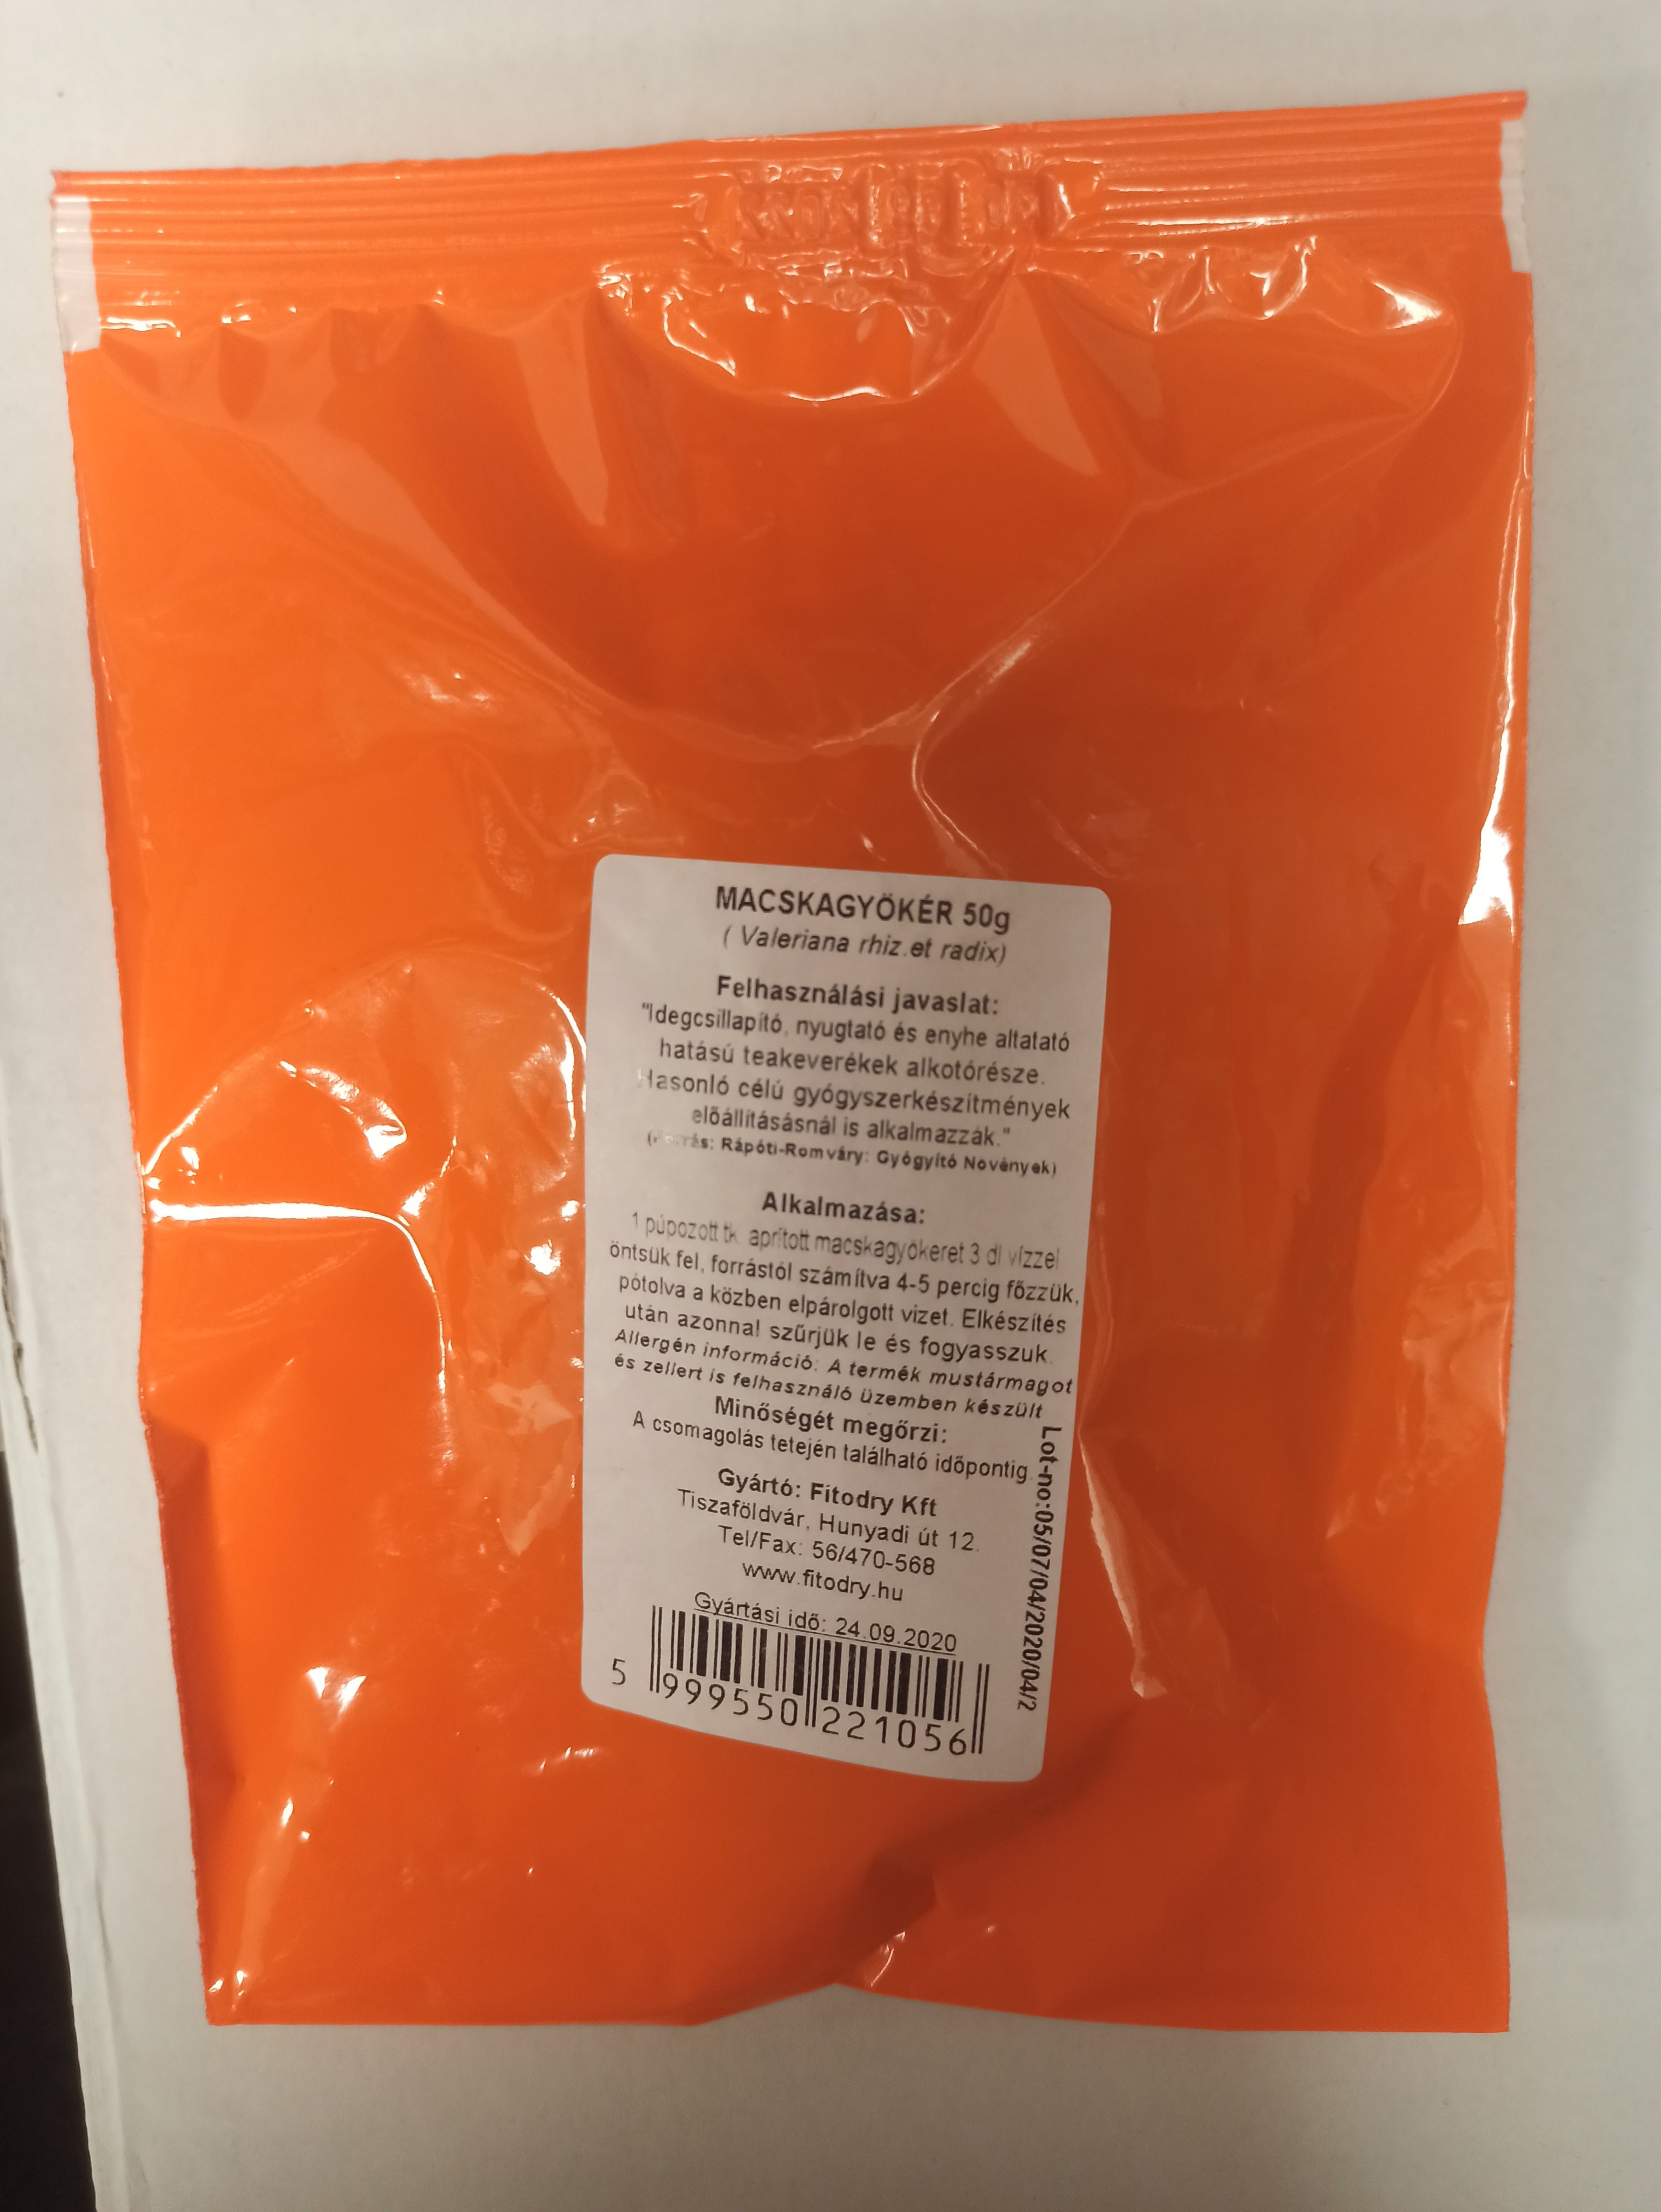 MACSKAGYÖKÉR 50g
( Valeriana rhiz.et radix)
Felhasználási javaslat:
"Idegcsillapító, nyugtató és enyhe altatató
hatású teakeverékek alkotórésze.
Hasonló célú gyógyszerkészítmények
előállításásnál is alkalmazzák."
(Forrás: Rápóti-Romváry: Gyógyító Novények)
Alkalmazása:
1 púpozott tk. aprított macskagyökeret 3 dl vízzel
öntsük fel, forrástól számítva 4-5 percig főzzük,
pótolva a közben elpárolgott vizet. Elkészítés
után azonnal szűrjük le és fogyasszuk.
Allergén információ: A termék mustármagot
és zellert is felhasználó üzemben készült
Minőségét megőrzi:
A csomagolás tetején található időpontig.
Gyártó: Fitodry Kft
Tiszaföldvár, Hunyadi út 12.
Tel/Fax: 56/470-568
www.fitodry.hu
Gyártási idő: 24.09.2020
5 999550 221056
Lot-no:05/07/04/2020/04/2